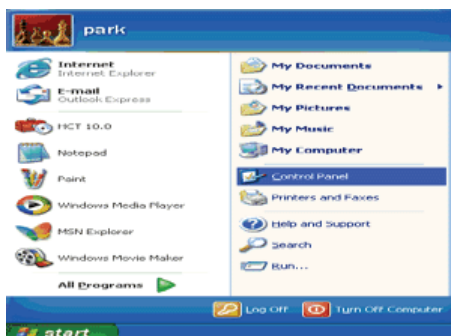 park
Internet
Internet Explorer
E-mail
Outlook Express
HCT 10.0
Notepad
Paint
Windows Media Player
MSN Explorer
Windows Movie Maker
All Programs
My Documents
My Recent Documents
My Pictures
My Music
My Computer
Control Panel
Printers and Faxes
Help and Support
Search
Run...
Log Off
Turn Off Computer
start